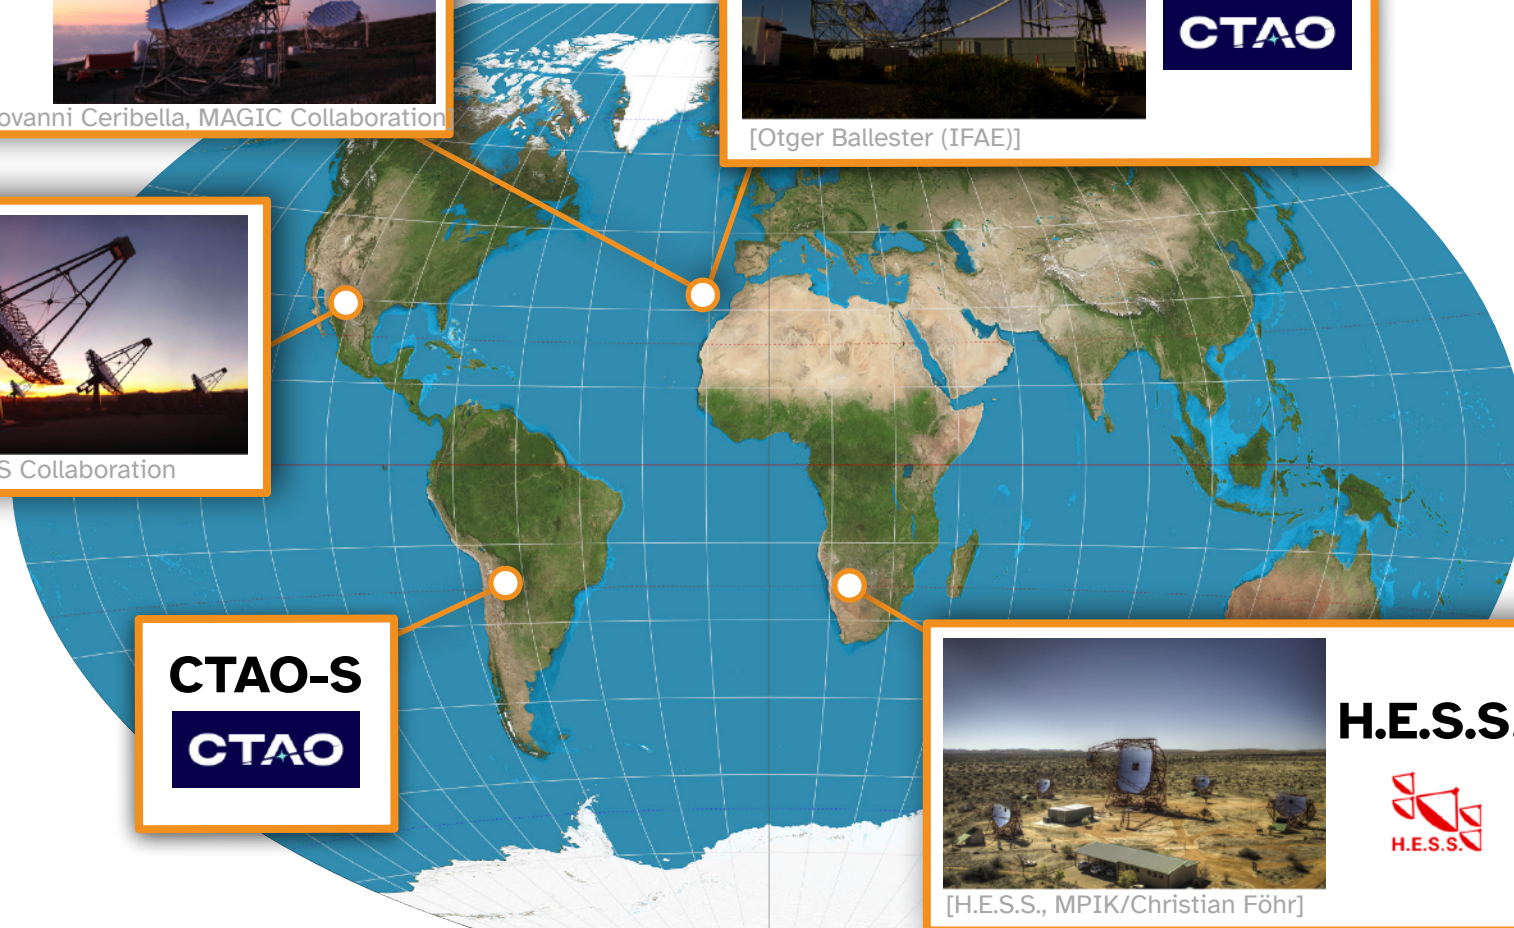 CTAO
ovanni Ceribella, MAGIC Collaboration
[Otger Ballester (IFAE)]
S Collaboration
CTAO-S
CTAO
H.E.S.S.
H.E.S.S.
[H.E.S.S., MPIK/Christian Föhr]